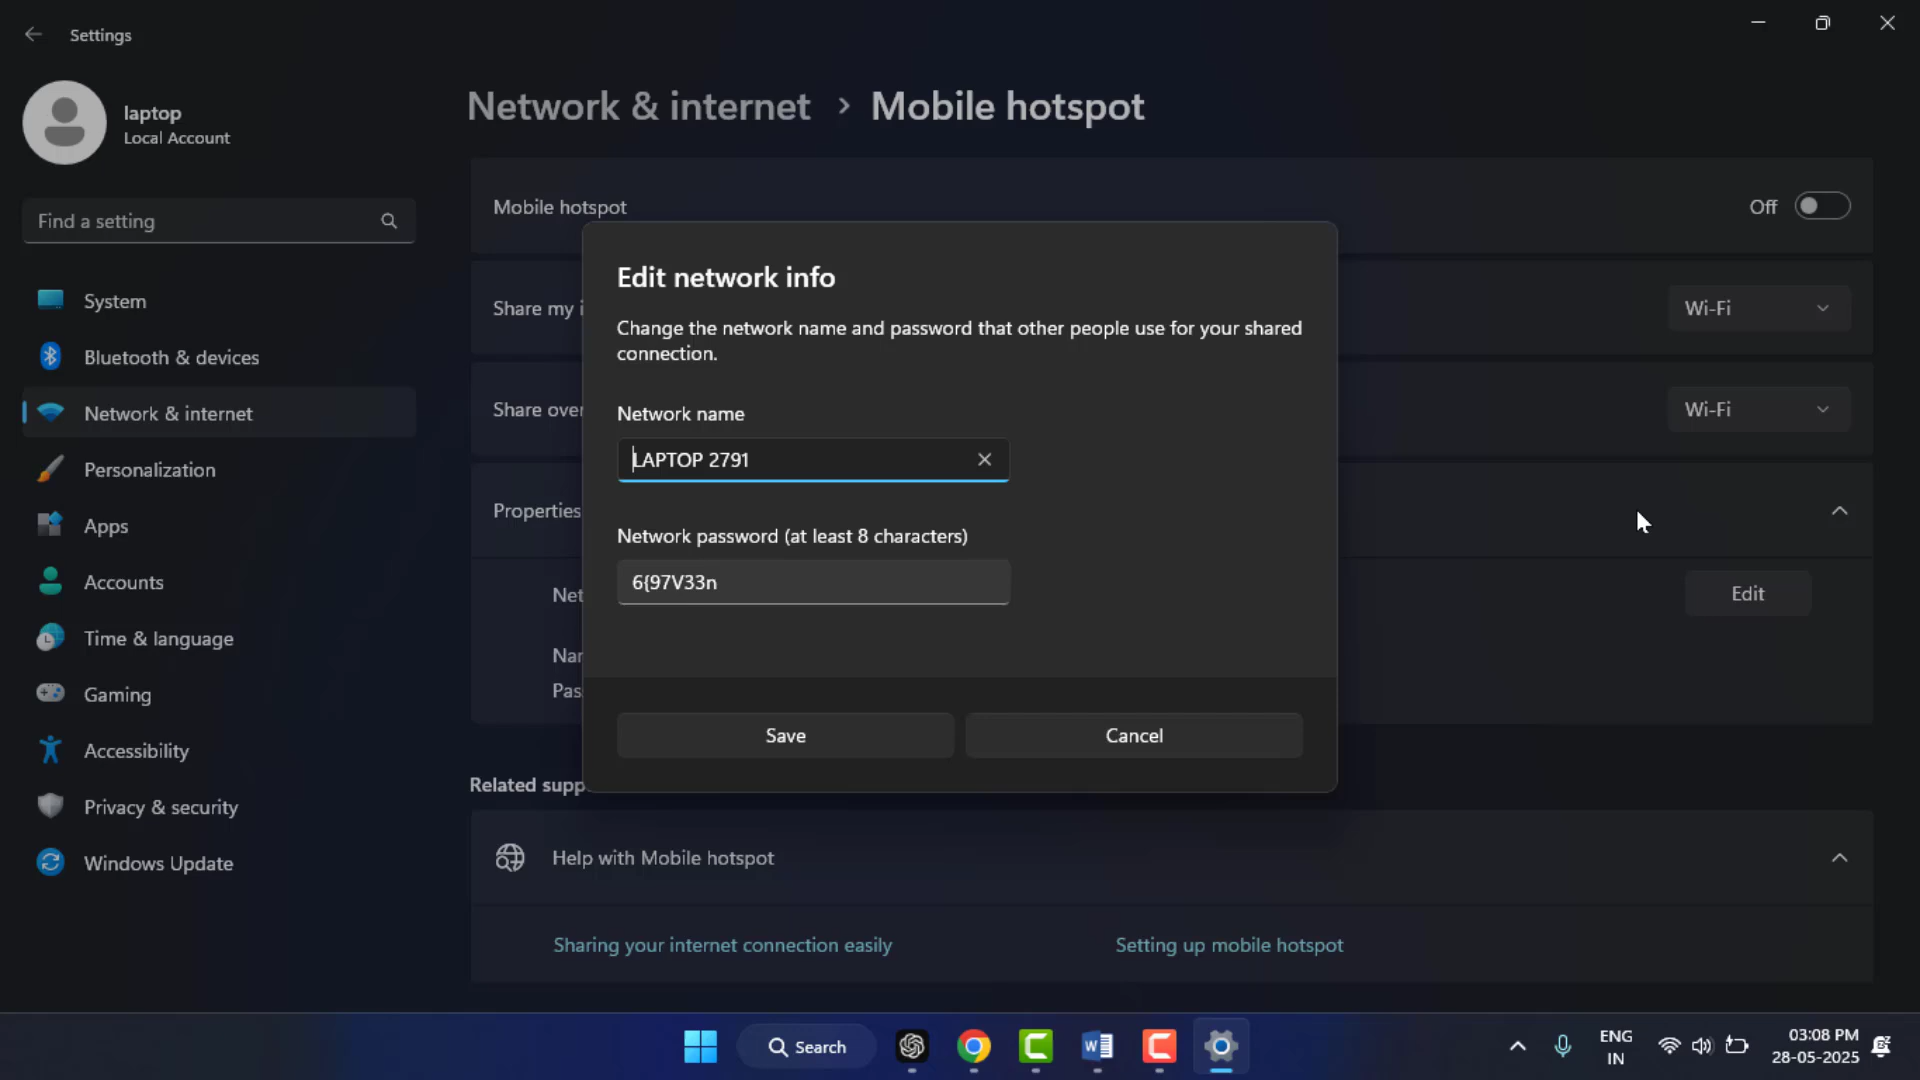 Settings
laptop
Local Account
Find a setting
System
Bluetooth & devices
Network & internet
Personalization
Apps
Accounts
Time & language
Gaming
Accessibility
Privacy & security
Windows Update
Network & internet > Mobile hotspot
Mobile hotspot
Off
Share my i
Wi-Fi
Share over
Wi-Fi
Properties
Net
Edit
Nar
Pas
Edit network info
Change the network name and password that other people use for your shared
connection.
Network name
LAPTOP 2791
Network password (at least 8 characters)
6{97V33n
Save
Cancel
Related supp
Help with Mobile hotspot
Sharing your internet connection easily
Setting up mobile hotspot
Search
ENG
IN
03:08 PM
28-05-2025